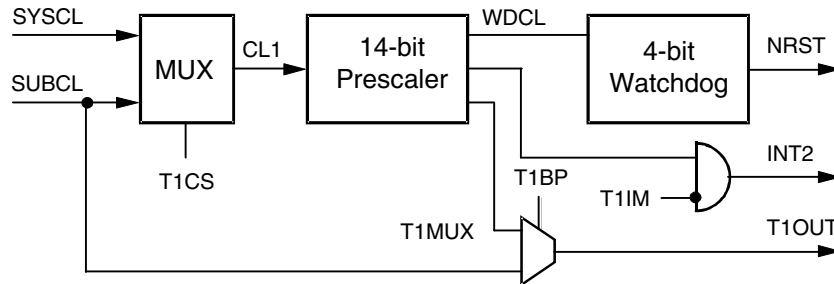 SYSCL
SUBCL
MUX
T1CS
CL1
14-bit
Prescaler
WDCL
4-bit
Watchdog
NRST
INT2
T1IM
T1BP
T1MUX
T1OUT